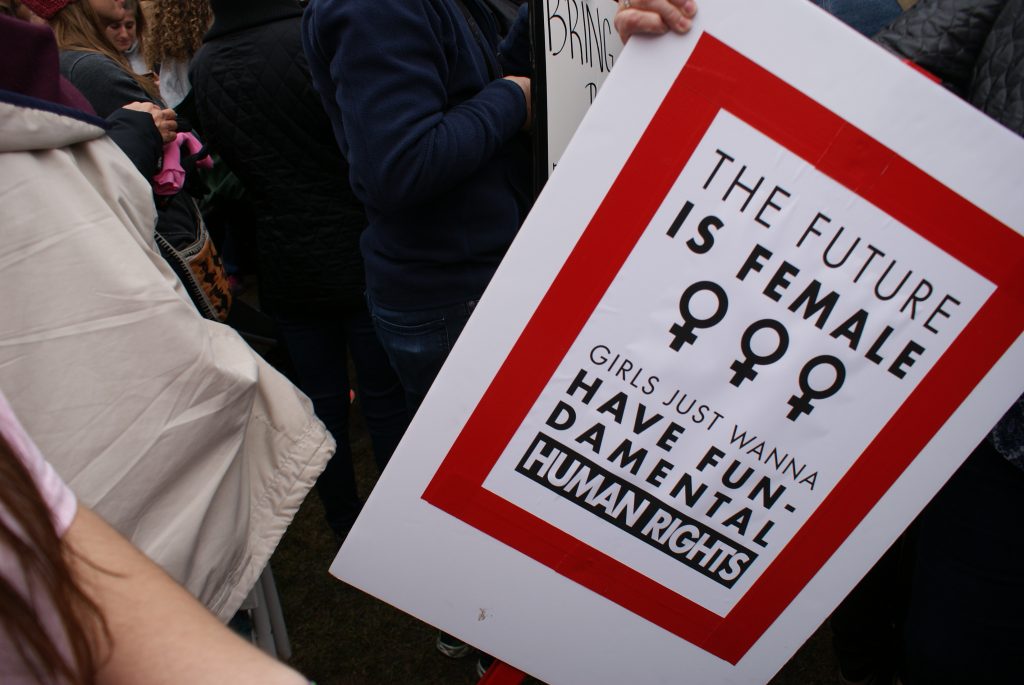 BRING
THE FUTURE
IS FEMALE
GIRLS JUST WANNA
HAVE FUN-
DAMENTAL
HUMAN RIGHTS